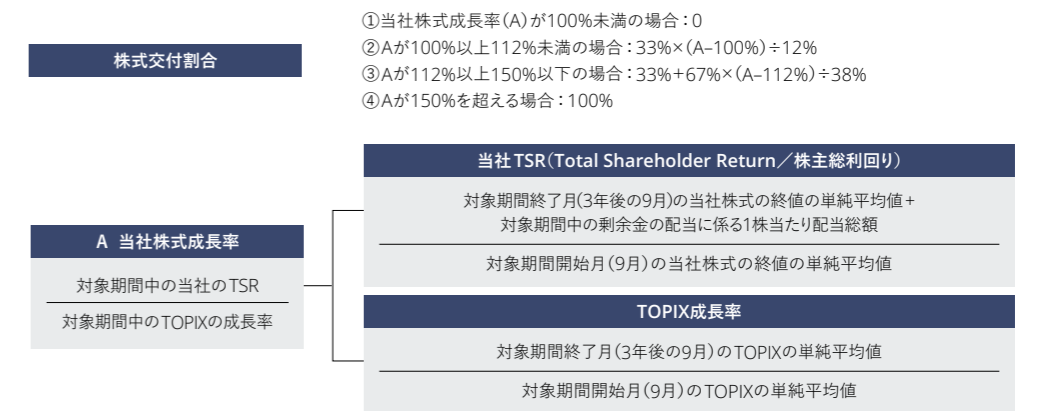 株式交付割合
①当社株式成長率(A)が100%未満の場合：0
②Aが100%以上112%未満の場合：33%×(A–100%)÷12%
③Aが112%以上150%以下の場合：33%+67%×(A–112%)÷38%
④Aが150%を超える場合：100%
A 当社株式成長率
対象期間中の当社のTSR
対象期間中のTOPIXの成長率
当社TSR(Total Shareholder Return／株主総利回り)
対象期間終了月(3年後の9月)の当社株式の終値の単純平均値+
対象期間中の剰余金の配当に係る1株当たり配当総額
対象期間開始月(9月)の当社株式の終値の単純平均値
TOPIX成長率
対象期間終了月(3年後の9月)のTOPIXの単純平均値
対象期間開始月(9月)のTOPIXの単純平均値